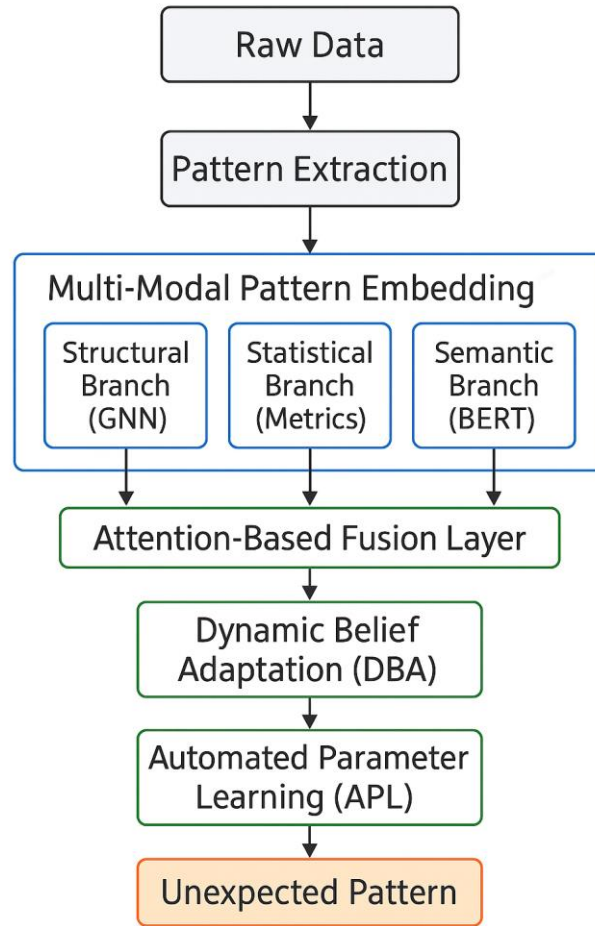 Raw Data
Pattern Extraction
Multi-Modal Pattern Embedding
Structural
Branch
(GNN)
Statistical
Branch
(Metrics)
Semantic
Branch
(BERT)
Attention-Based Fusion Layer
Dynamic Belief
Adaptation (DBA)
Automated Parameter
Learning (APL)
Unexpected Pattern